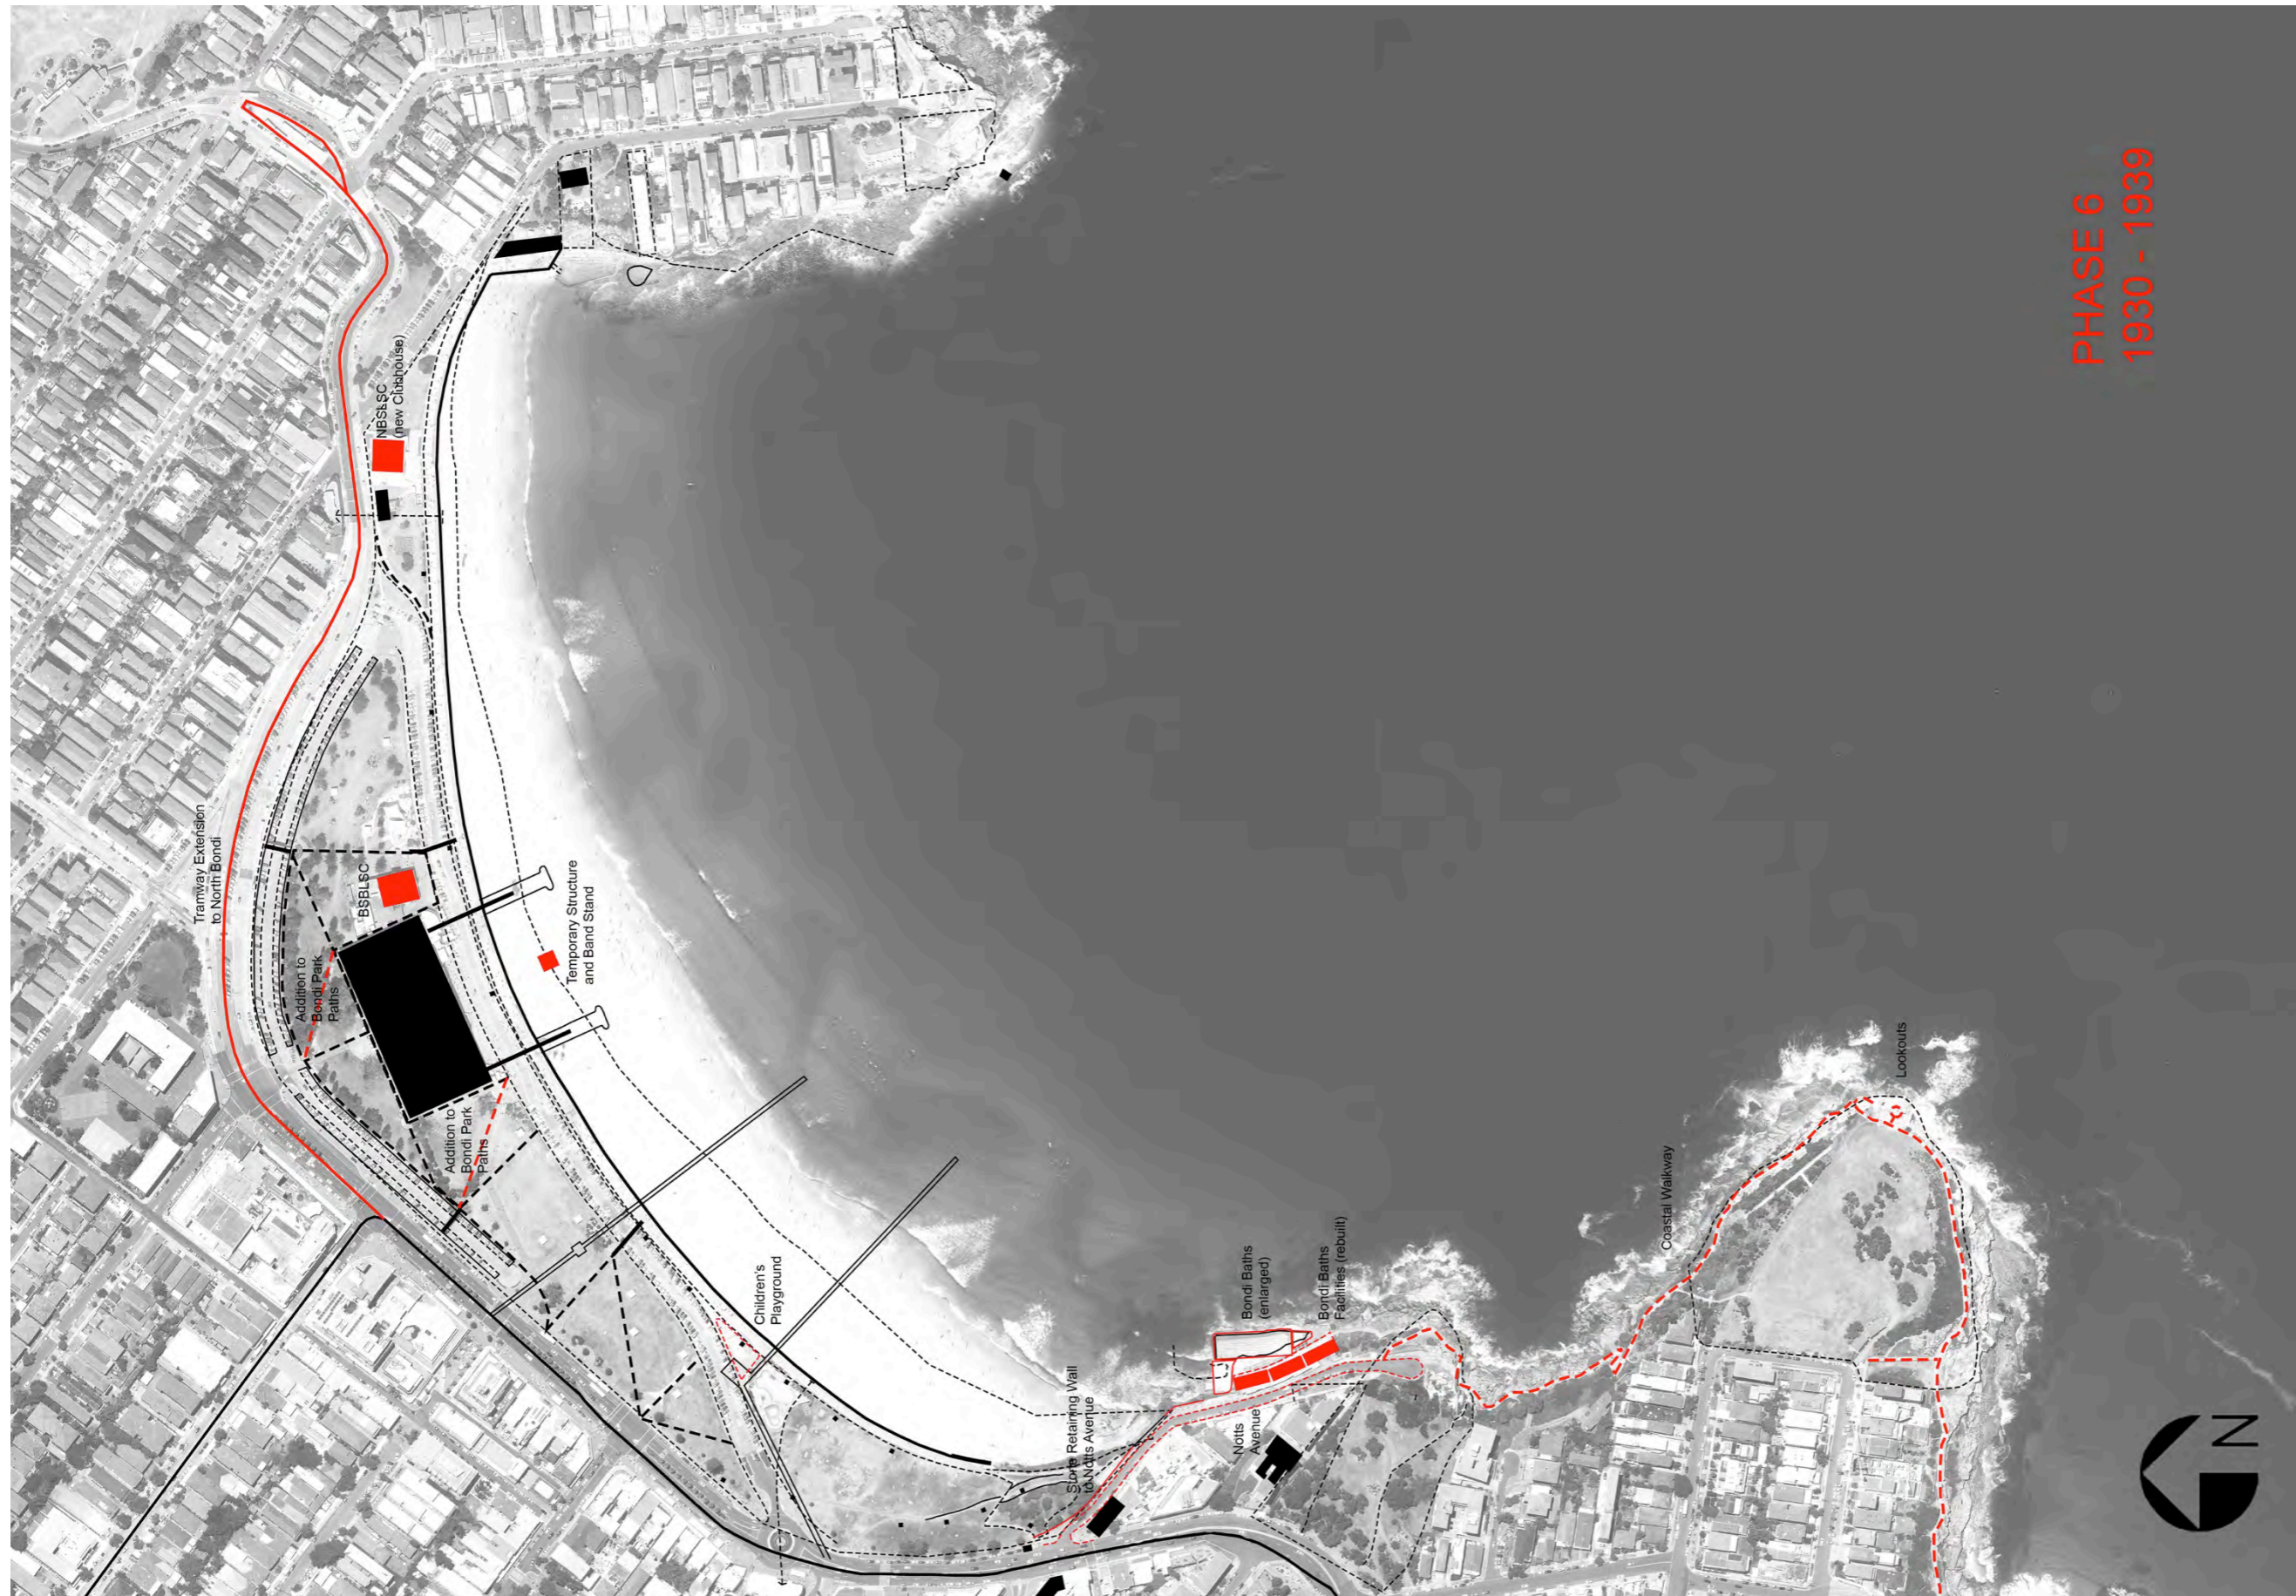 PHASE 6
1930 - 1939
NBSLSC
(new Clubhouse)
Tramway Extension
to North Bondi
BSBLSC
Temporary Structure
and Band Stand
Addition to
Bondi Park
Paths
Addition to
Bondi Park
Paths
Children's
Playground
Stone Retaining Wall
to Notts Avenue
Notts
Avenue
Bondi Baths
(enlarged)
Bondi Baths
Facilities (rebuilt)
Coastal Walkway
Lookouts
N